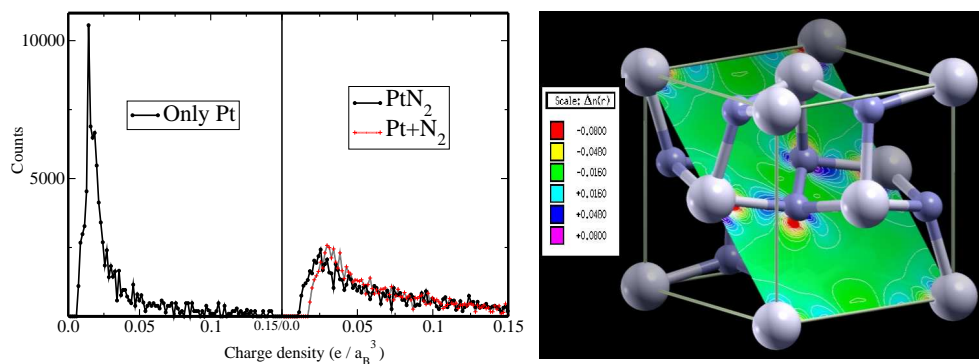 10000
5000
0
Counts
Only Pt
PtN2
Pt+N2
0.0 0.05 0.1 0.15/0.0 0.05 0.1 0.15
Charge density (e / aB^3)
Scale: Δn(r)
-0.0800
-0.0480
-0.0160
+0.0160
+0.0480
+0.0800